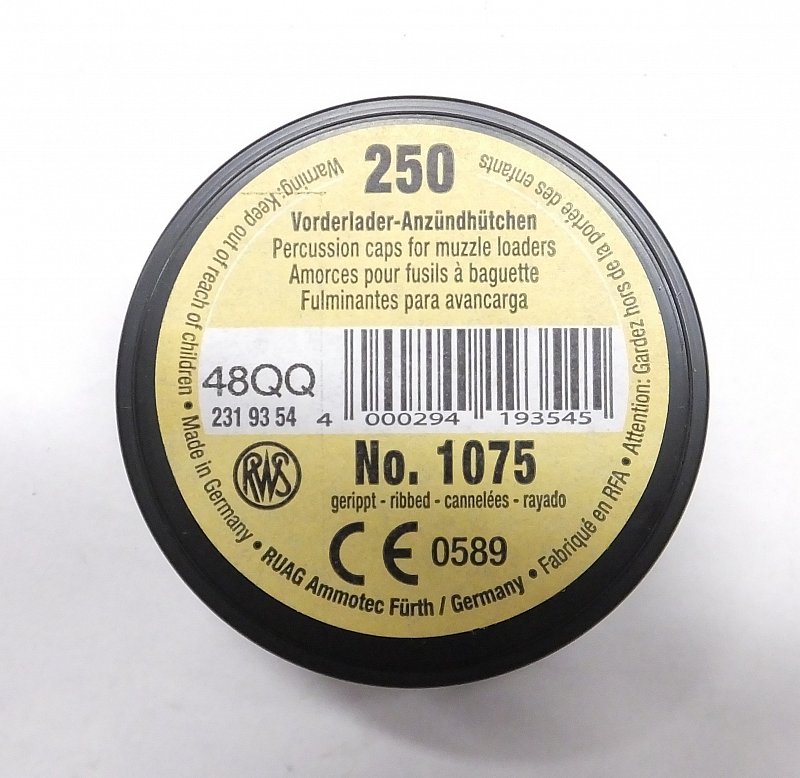 250
Vorderlader-Anzündhütchen
Percussion caps for muzzle loaders
Amorces pour fusils à baguette
Fulminantes para avancarga
48QQ
231 93 54
4 000294 193545
RWS
No. 1075
gerippt - ribbed - cannelées - rayado
CE 0589
Warning: Keep out of reach of children • Made in Germany • RUAG Ammotec Fürth / Germany • Fabriqué en RFA • Attention: Gardez hors de la portée des enfants